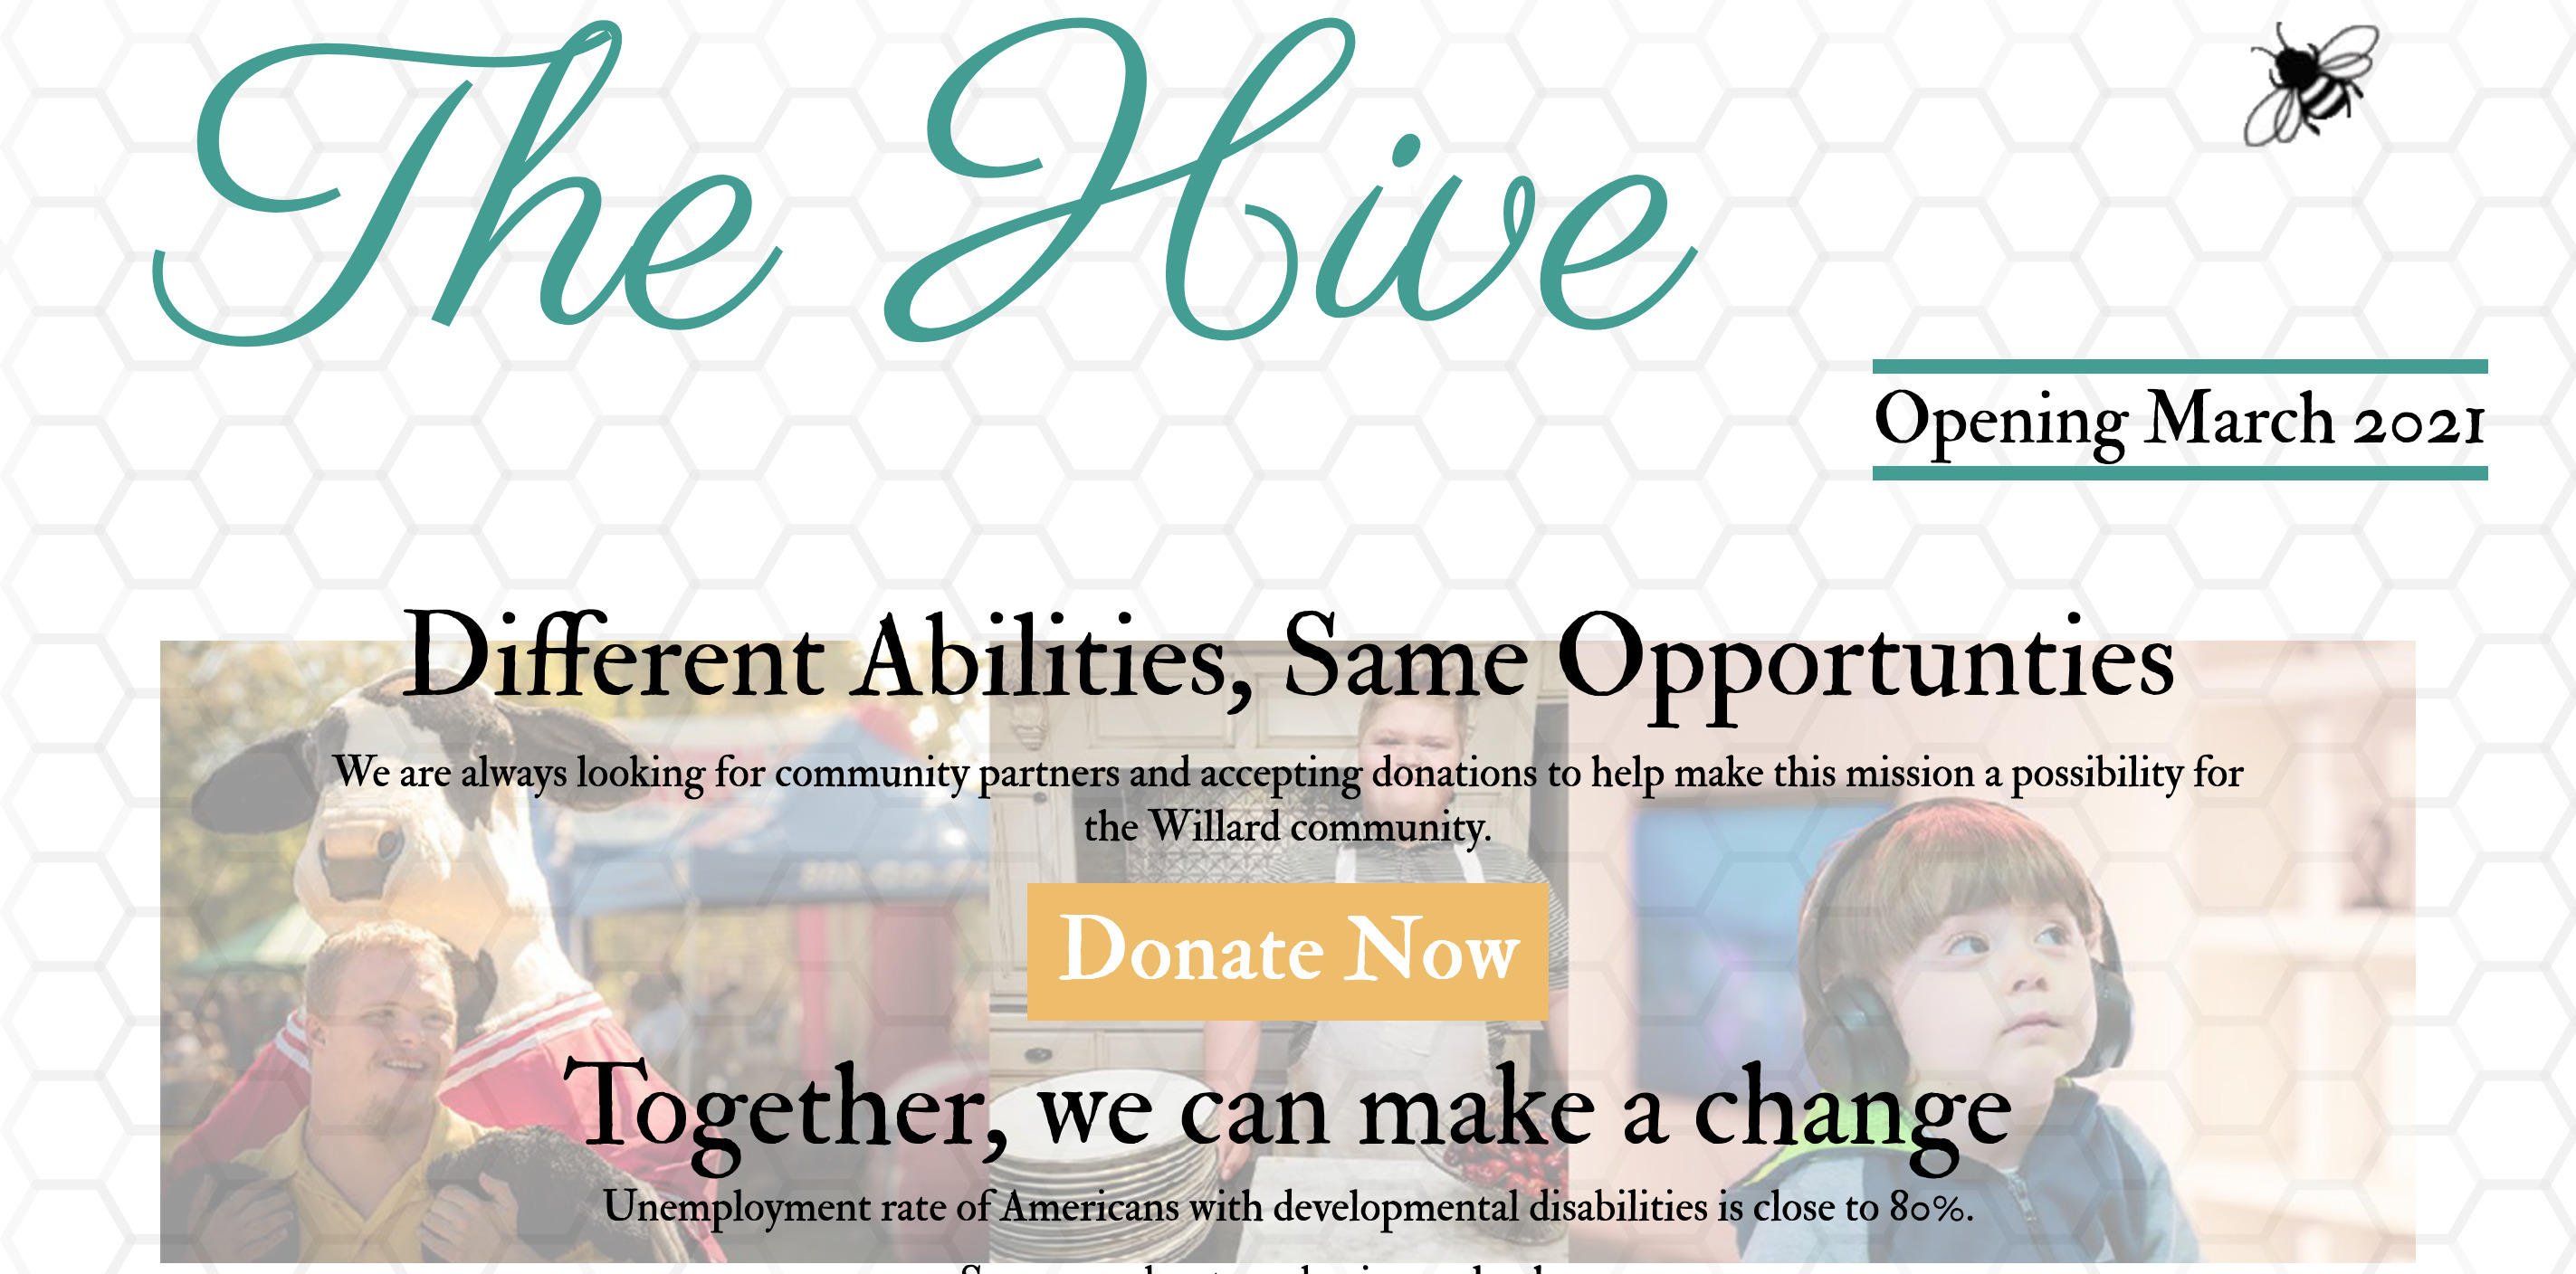 The Hive
Opening March 2021
Different Abilities, Same Opportunties
We are always looking for community partners and accepting donations to help make this mission a possibility for
the Willard community.
Donate Now
Together, we can make a change
Unemployment rate of Americans with developmental disabilities is close to 80%.